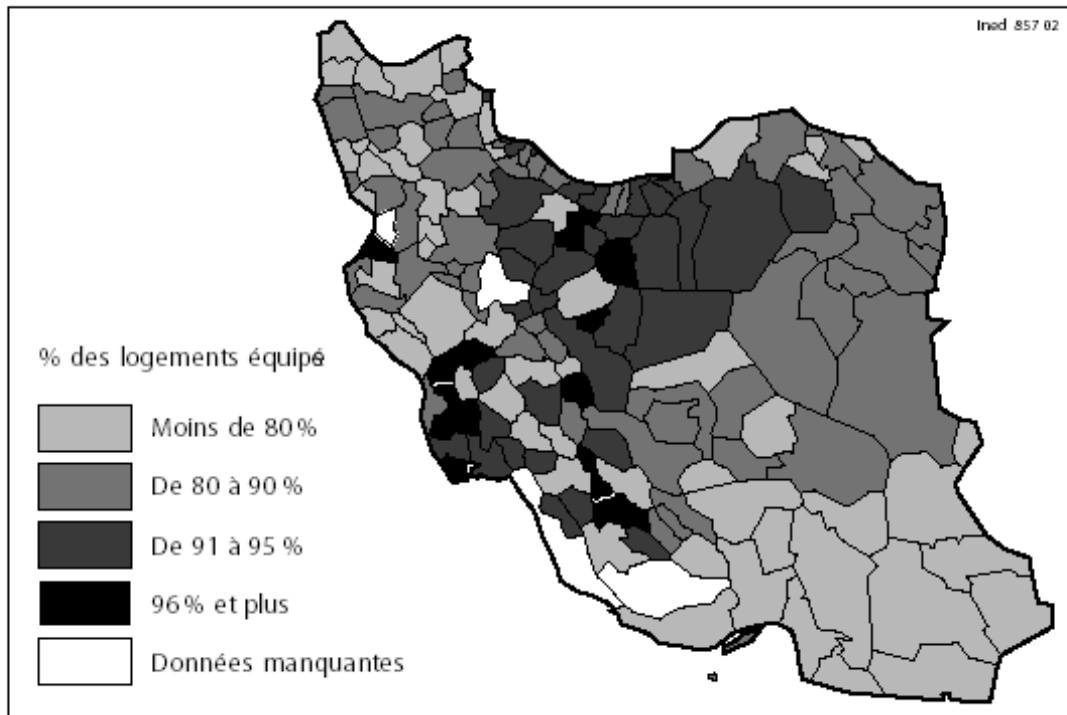 Ined 857 02
% des logements équipé
Moins de 80 %
De 80 à 90 %
De 91 à 95 %
96 % et plus
Données manquantes